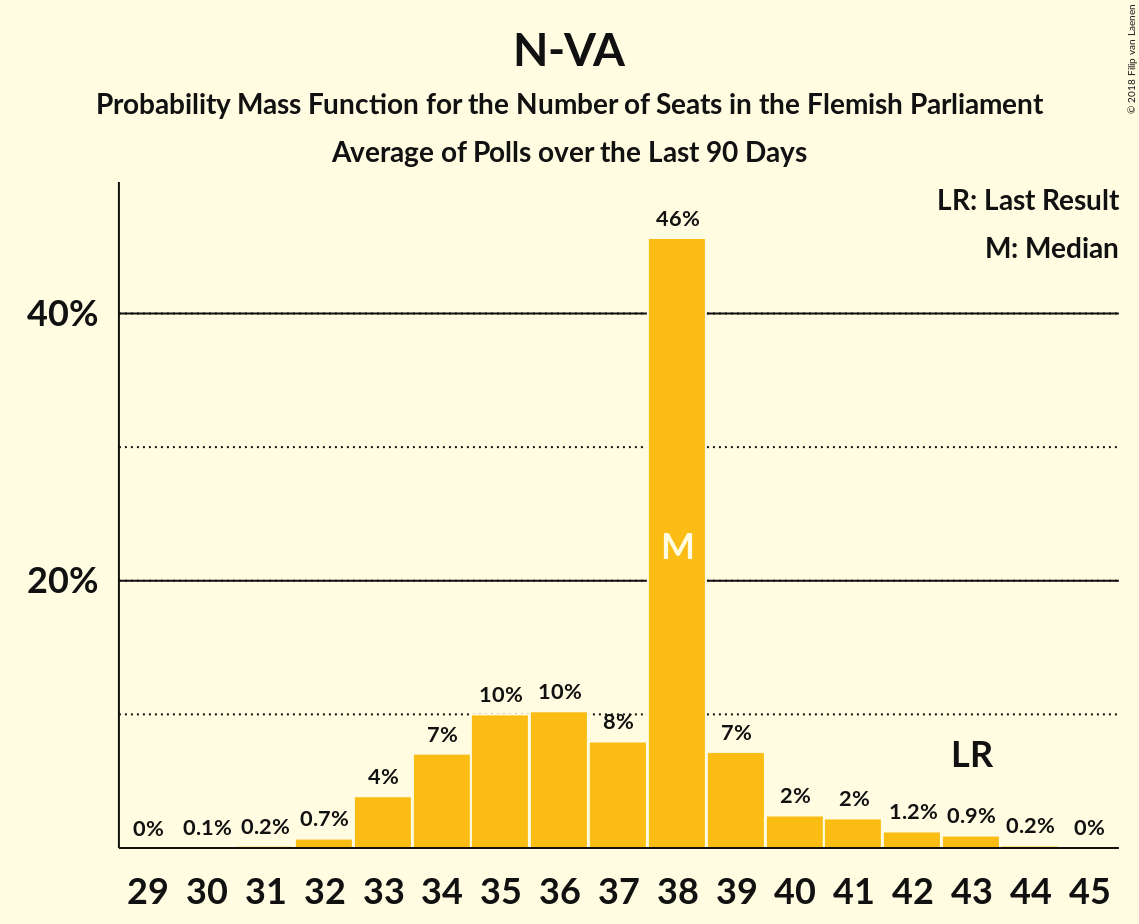 N-VA
Probability Mass Function for the Number of Seats in the Flemish Parliament
Average of Polls over the Last 90 Days
© 2018 Filip van Laenen
LR: Last Result
M: Median
40%
20%
0%
0.1%
0.2%
0.7%
4%
7%
10%
10%
8%
46%
M
7%
2%
2%
1.2%
0.9%
LR
0.2%
0%
29 30 31 32 33 34 35 36 37 38 39 40 41 42 43 44 45